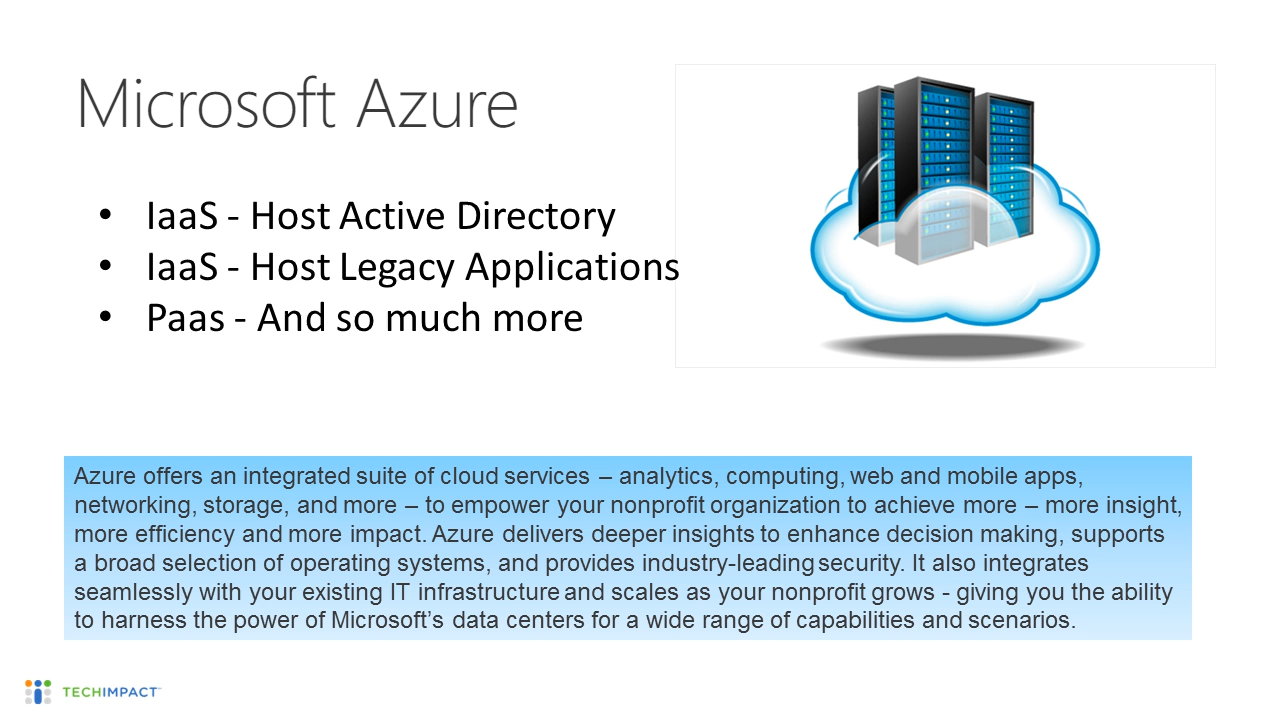 Microsoft Azure
• IaaS - Host Active Directory
• IaaS - Host Legacy Applications
• Paas - And so much more
Azure offers an integrated suite of cloud services – analytics, computing, web and mobile apps,
networking, storage, and more – to empower your nonprofit organization to achieve more – more insight,
more efficiency and more impact. Azure delivers deeper insights to enhance decision making, supports
a broad selection of operating systems, and provides industry-leading security. It also integrates
seamlessly with your existing IT infrastructure and scales as your nonprofit grows - giving you the ability
to harness the power of Microsoft’s data centers for a wide range of capabilities and scenarios.
TECHIMPACT™